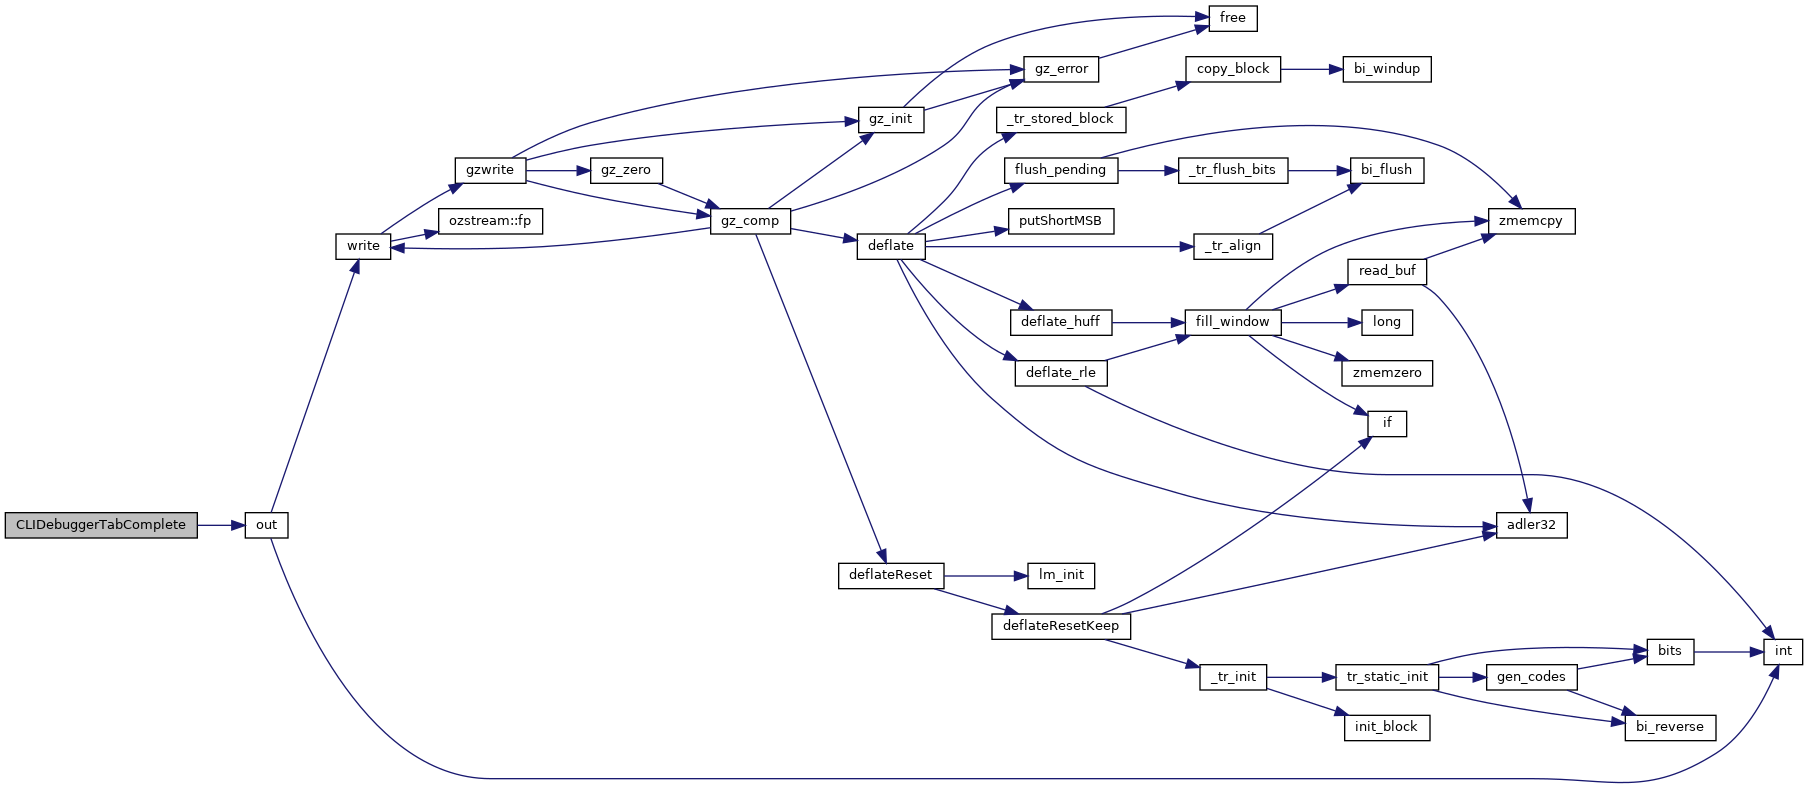 free
gz_error
copy_block
bi_windup
gz_init
_tr_stored_block
gzwrite
gz_zero
flush_pending
_tr_flush_bits
bi_flush
ozstream::fp
gz_comp
putShortMSB
zmemcpy
write
deflate
_tr_align
read_buf
deflate_huff
fill_window
long
deflate_rle
zmemzero
if
CLIDebuggerTabComplete
out
adler32
deflateReset
lm_init
deflateResetKeep
bits
int
_tr_init
tr_static_init
gen_codes
init_block
bi_reverse